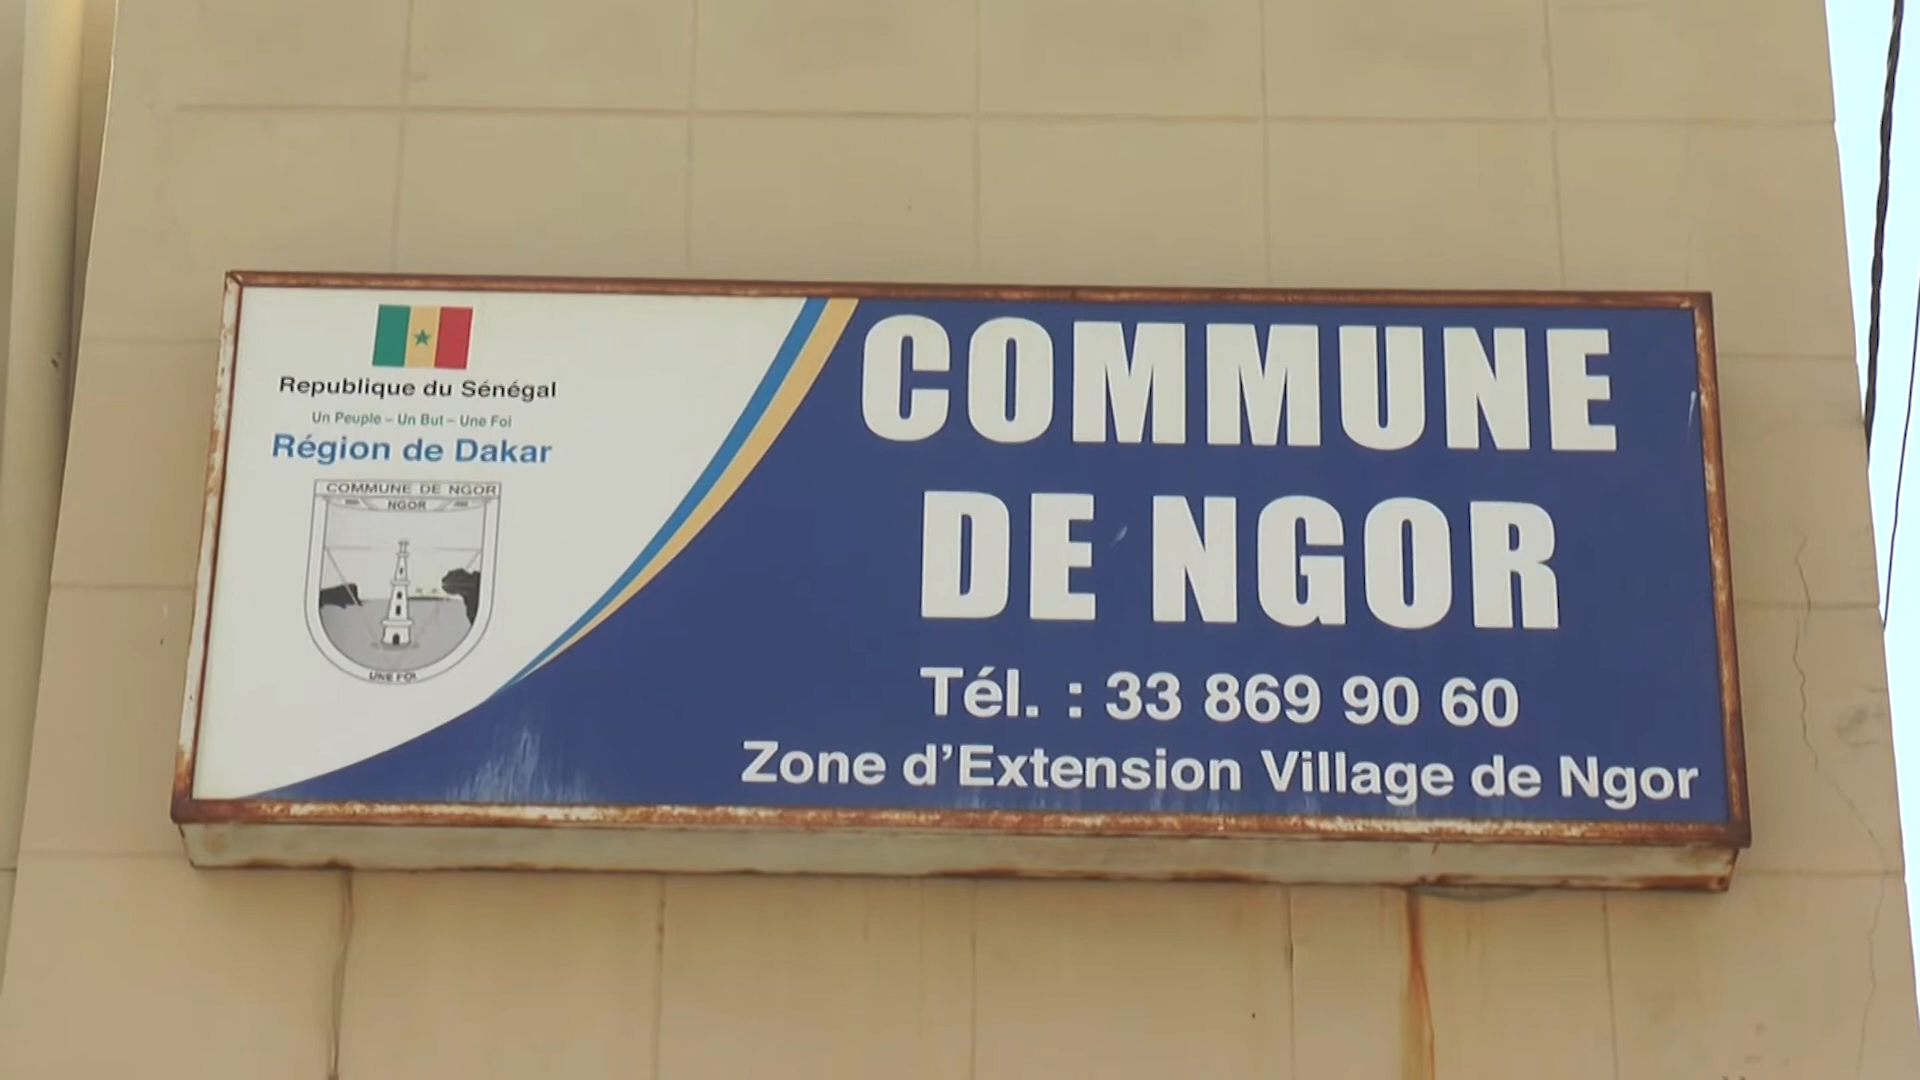 Republique du Sénégal
Un Peuple – Un But – Une Foi
Région de Dakar
COMMUNE DE NGOR
NGOR
UNE FOI
COMMUNE
DE NGOR
Tél. : 33 869 90 60
Zone d'Extension Village de Ngor